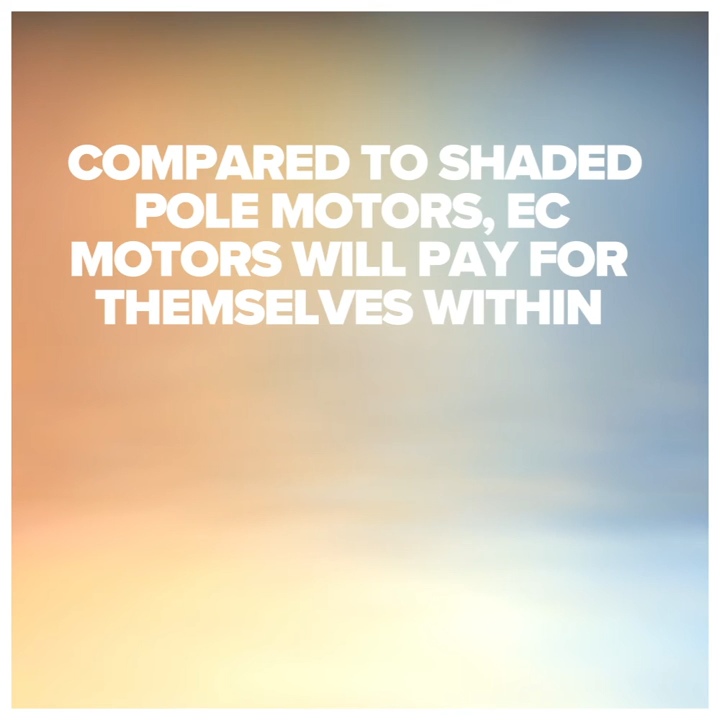 COMPARED TO SHADED
POLE MOTORS, EC
MOTORS WILL PAY FOR
THEMSELVES WITHIN